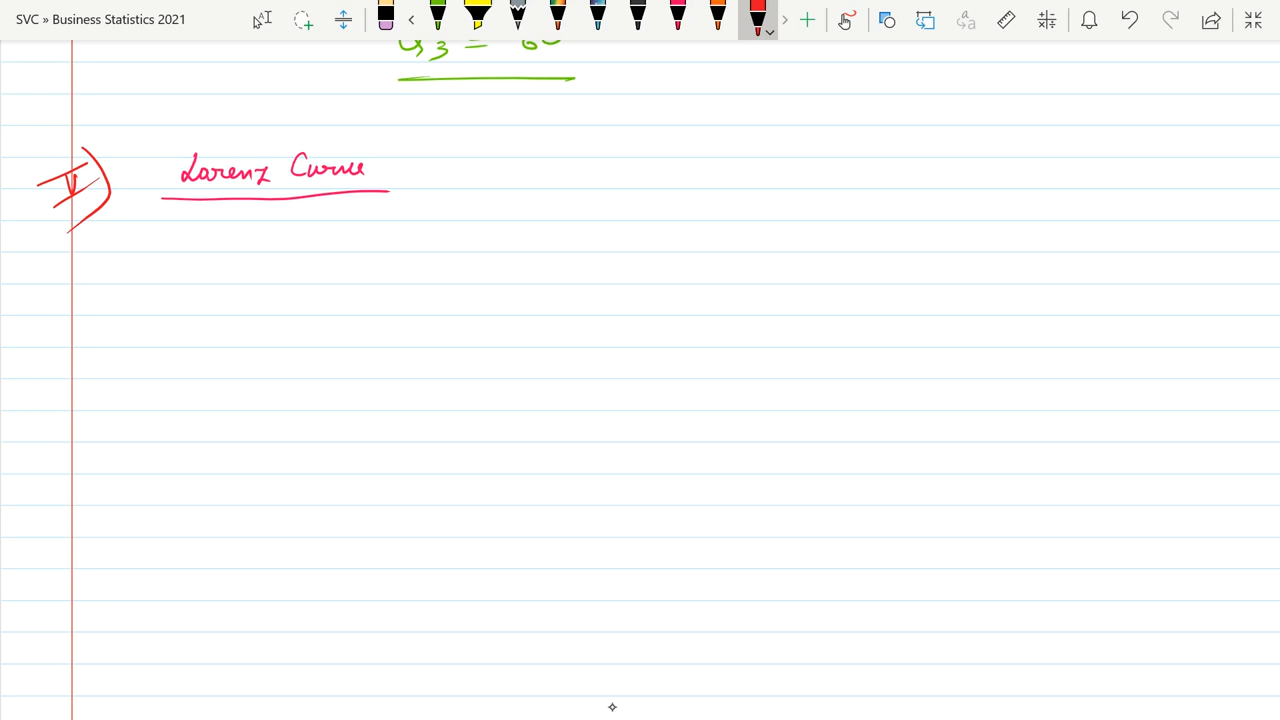 SVC » Business Statistics 2021
Q3 =
V)
Lorenz Curve